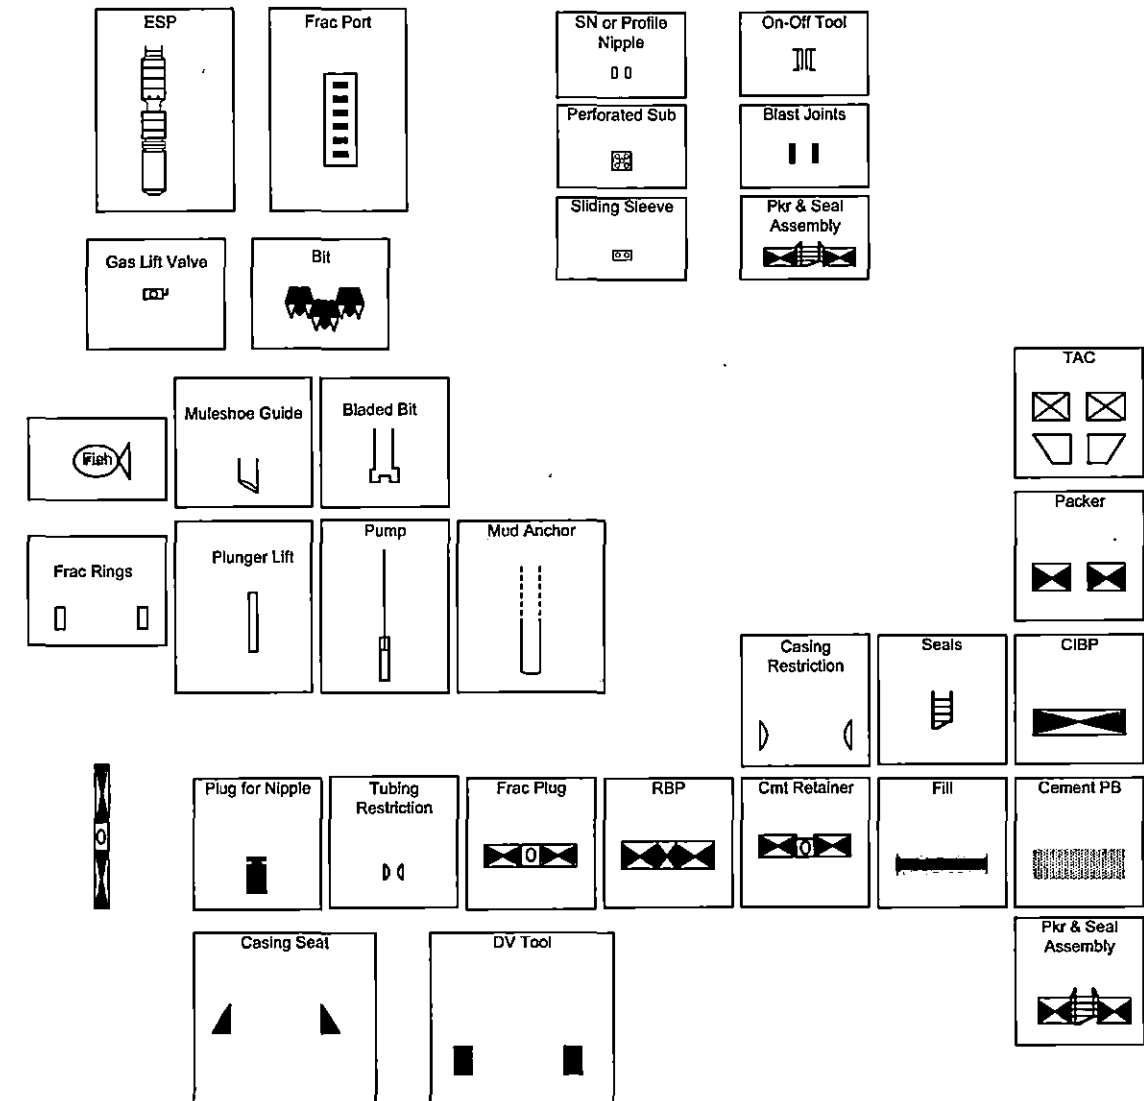 ESP
Frac Port
SN or Profile
Nipple
On-Off Tool
Perforated Sub
Blast Joints
Sliding Sleeve
Pkr & Seal
Assembly
Gas Lift Valve
Bit
TAC
Muleshoe Guide
Bladed Bit
Fish
Packer
Frac Rings
Plunger Lift
Pump
Mud Anchor
Casing
Restriction
Seals
CIBP
Plug for Nipple
Tubing
Restriction
Frac Plug
RBP
Cmt Retainer
Fill
Cement PB
Casing Seat
DV Tool
Pkr & Seal
Assembly